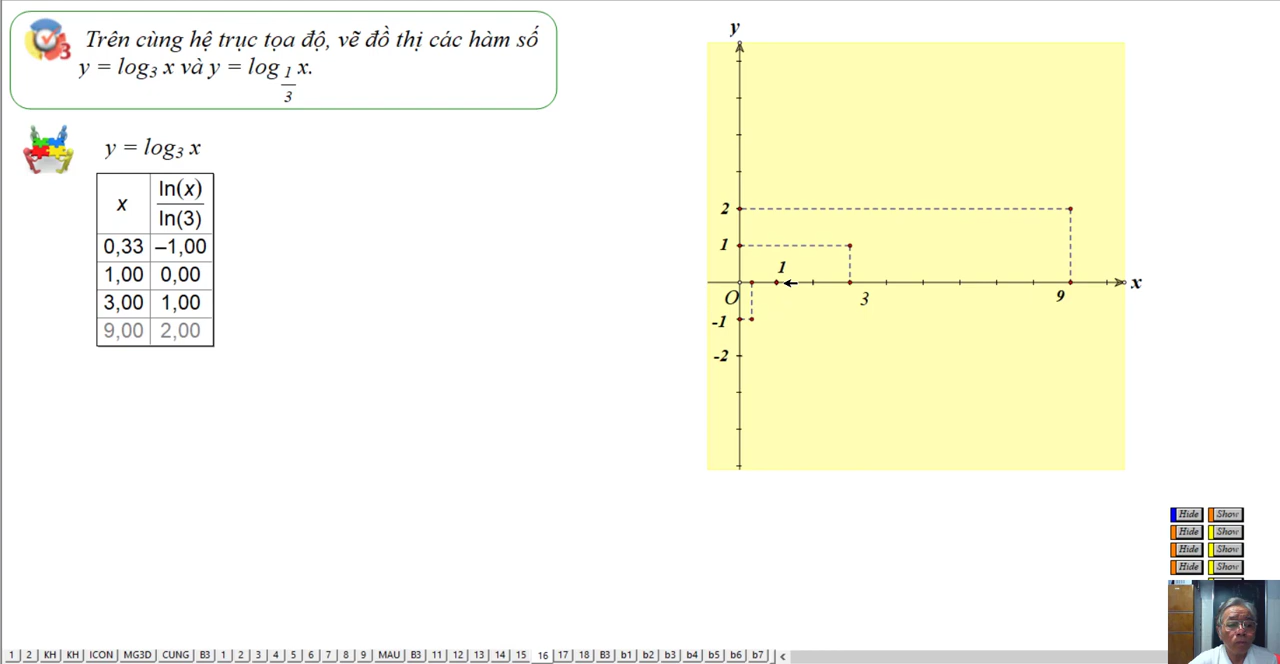 Trên cùng hệ trục tọa độ, vẽ đồ thị các hàm số
y = log₃ x và y = log_(1/3) x.
3
y = log₃ x
x ln(x)/ln(3)
0,33 –1,00
1,00 0,00
3,00 1,00
9,00 2,00
y
2
1
1
O 3 9 x
-1
-2
Hide Show
Hide Show
Hide Show
Hide Show
1 2 KH KH ICON MG3D CUNG B3 1 2 3 4 5 6 7 8 9 MAU B3 11 12 13 14 15 16 17 18 B3 b1 b2 b3 b4 b5 b6 b7